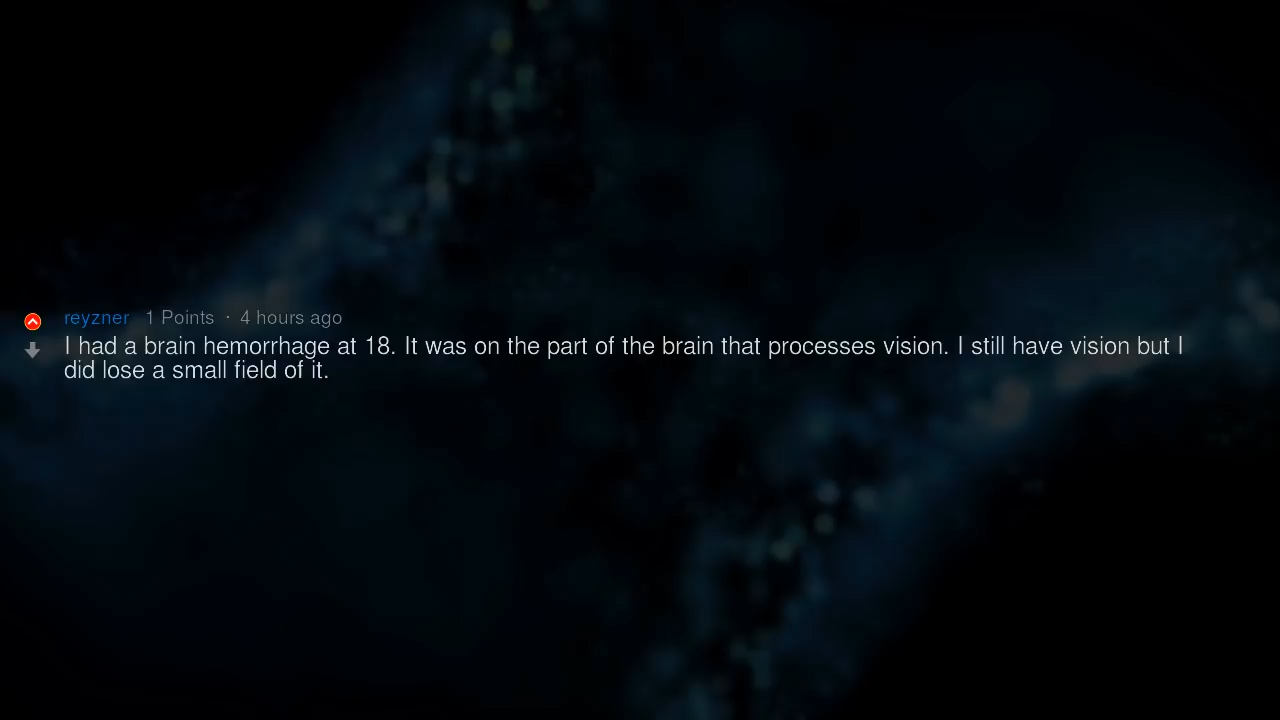 reyzner 1 Points · 4 hours ago
I had a brain hemorrhage at 18. It was on the part of the brain that processes vision. I still have vision but I
did lose a small field of it.